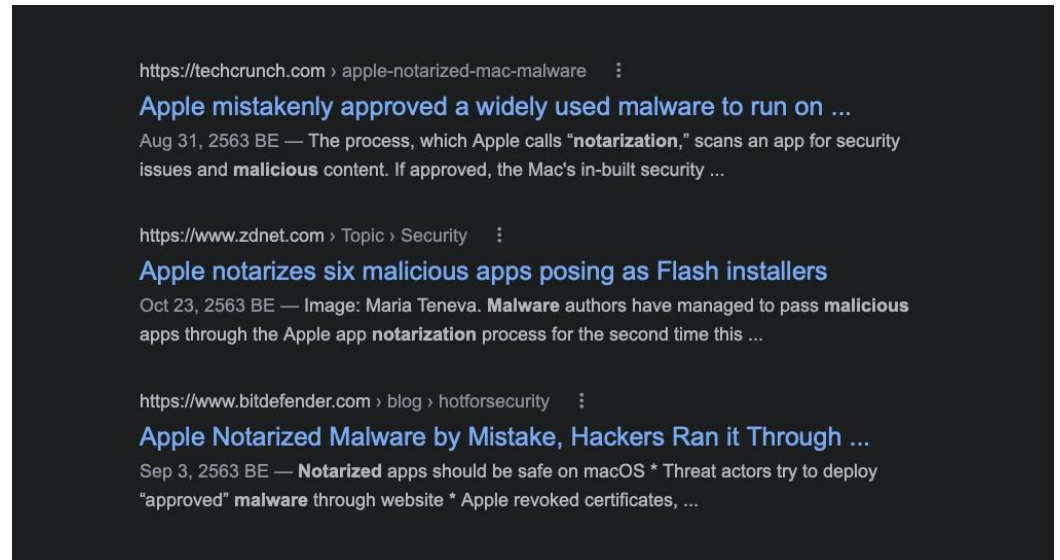 https://techcrunch.com › apple-notarized-mac-malware
Apple mistakenly approved a widely used malware to run on ...
Aug 31, 2563 BE — The process, which Apple calls “notarization,” scans an app for security
issues and malicious content. If approved, the Mac's in-built security ...
https://www.zdnet.com › Topic › Security
Apple notarizes six malicious apps posing as Flash installers
Oct 23, 2563 BE — Image: Maria Teneva. Malware authors have managed to pass malicious
apps through the Apple app notarization process for the second time this ...
https://www.bitdefender.com › blog › hotforsecurity
Apple Notarized Malware by Mistake, Hackers Ran it Through ...
Sep 3, 2563 BE — Notarized apps should be safe on macOS * Threat actors try to deploy
“approved” malware through website * Apple revoked certificates, ...